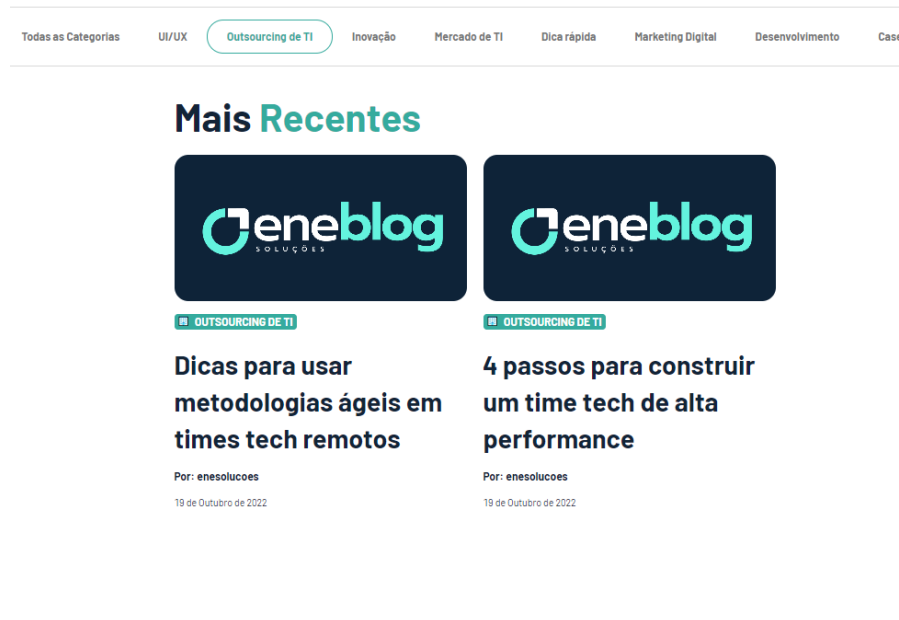 Todas as Categorias UI/UX Outsourcing de TI Inovação Mercado de TI Dica rápida Marketing Digital Desenvolvimento Case
Mais Recentes
eneblog
SOLUÇÕES
OUTSOURCING DE TI
Dicas para usar
metodologias ágeis em
times tech remotos
Por: enesolucoes
19 de Outubro de 2022
eneblog
SOLUÇÕES
OUTSOURCING DE TI
4 passos para construir
um time tech de alta
performance
Por: enesolucoes
19 de Outubro de 2022